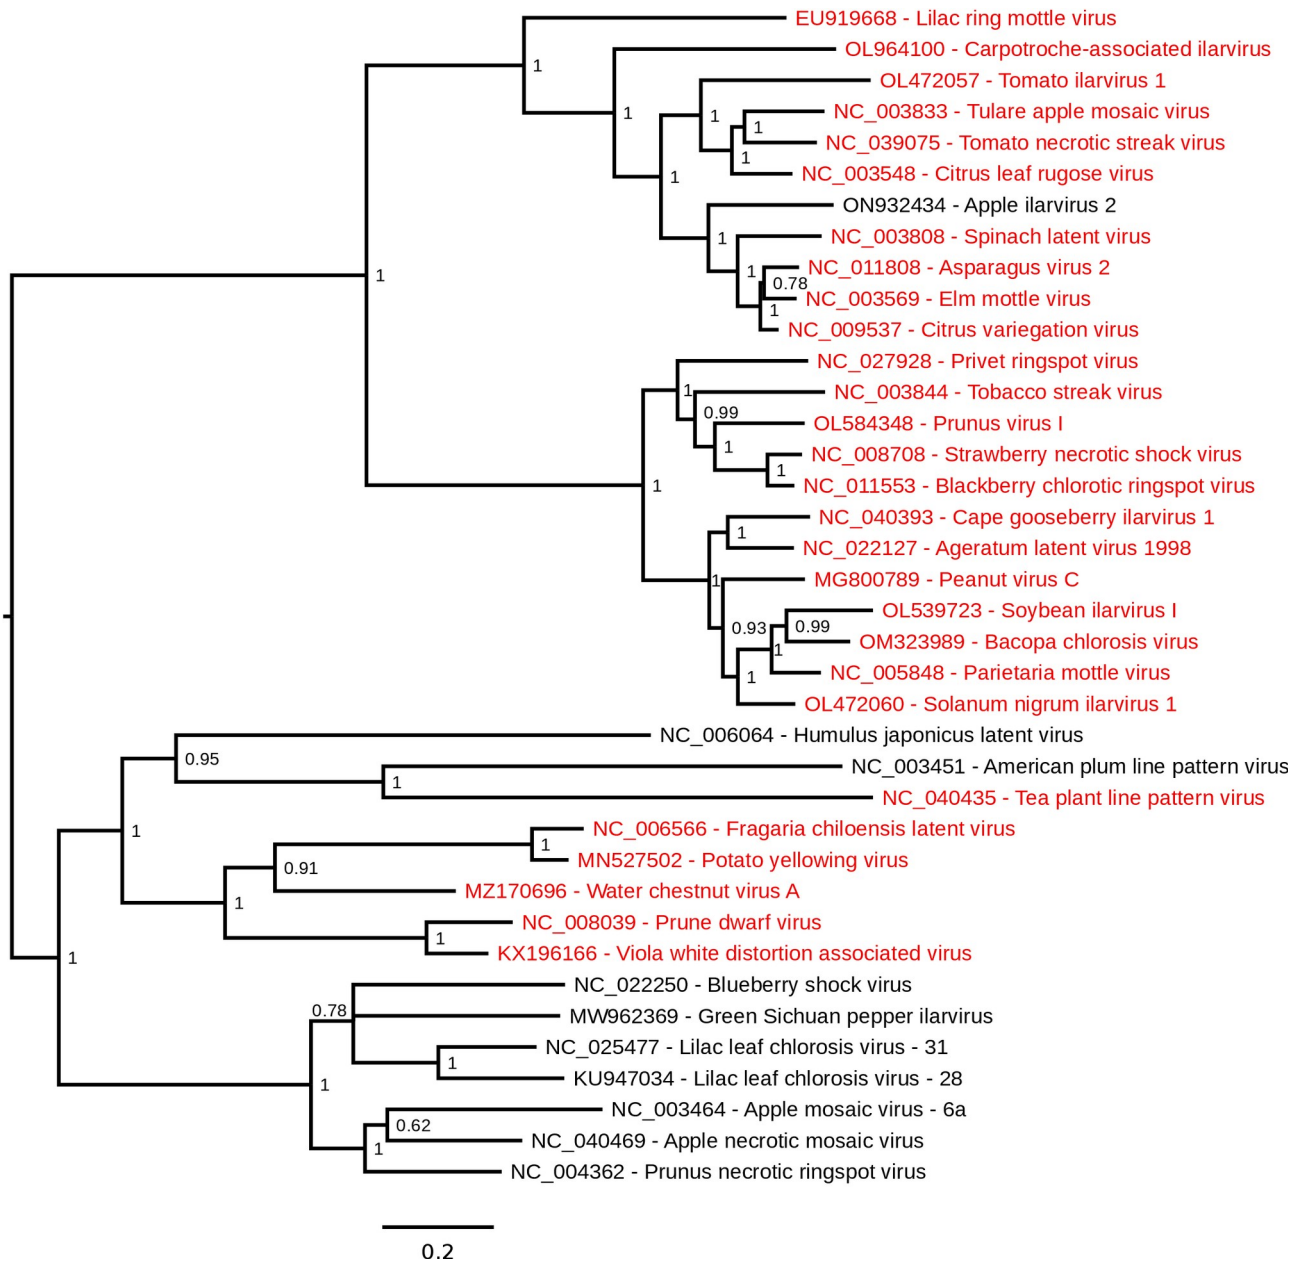 EU919668 - Lilac ring mottle virus
OL964100 - Carpotroche-associated ilarvirus
1
OL472057 - Tomato ilarvirus 1
NC_003833 - Tulare apple mosaic virus
1
1
1
NC_039075 - Tomato necrotic streak virus
1
NC_003548 - Citrus leaf rugose virus
1
ON932434 - Apple ilarvirus 2
NC_003808 - Spinach latent virus
1
NC_011808 - Asparagus virus 2
1
1
0.78
NC_003569 - Elm mottle virus
1
NC_009537 - Citrus variegation virus
NC_027928 - Privet ringspot virus
1
NC_003844 - Tobacco streak virus
0.99
OL584348 - Prunus virus I
1
NC_008708 - Strawberry necrotic shock virus
1
1
NC_011553 - Blackberry chlorotic ringspot virus
NC_040393 - Cape gooseberry ilarvirus 1
1
NC_022127 - Ageratum latent virus 1998
1
MG800789 - Peanut virus C
OL539723 - Soybean ilarvirus I
0.93
0.99
OM323989 - Bacopa chlorosis virus
1
NC_005848 - Parietaria mottle virus
1
OL472060 - Solanum nigrum ilarvirus 1
NC_006064 - Humulus japonicus latent virus
0.95
NC_003451 - American plum line pattern virus
1
NC_040435 - Tea plant line pattern virus
1
NC_006566 - Fragaria chiloensis latent virus
1
MN527502 - Potato yellowing virus
0.91
MZ170696 - Water chestnut virus A
1
NC_008039 - Prune dwarf virus
1
KX196166 - Viola white distortion associated virus
1
NC_022250 - Blueberry shock virus
0.78
MW962369 - Green Sichuan pepper ilarvirus
NC_025477 - Lilac leaf chlorosis virus - 31
1
KU947034 - Lilac leaf chlorosis virus - 28
1
NC_003464 - Apple mosaic virus - 6a
0.62
NC_040469 - Apple necrotic mosaic virus
1
NC_004362 - Prunus necrotic ringspot virus
0.2